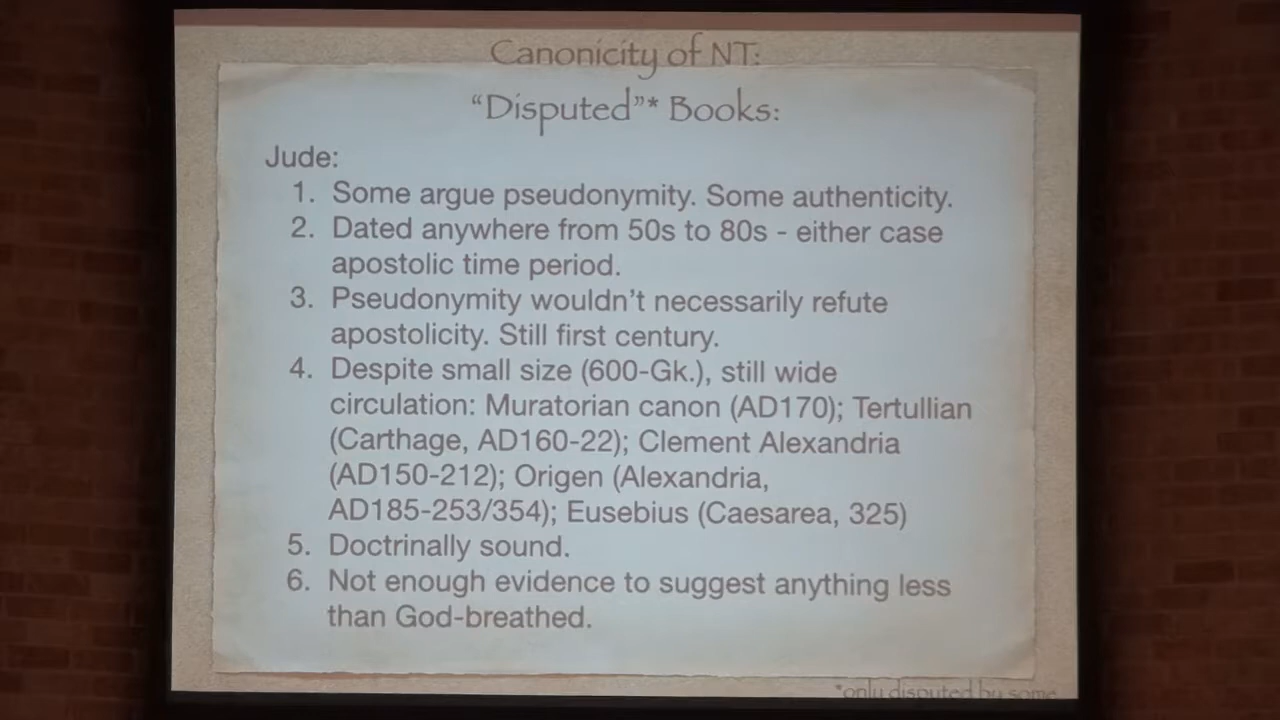 Canonicity of NT:
“Disputed”* Books:
Jude:
1. Some argue pseudonymity. Some authenticity.
2. Dated anywhere from 50s to 80s - either case
apostolic time period.
3. Pseudonymity wouldn’t necessarily refute
apostolicity. Still first century.
4. Despite small size (600-Gk.), still wide
circulation: Muratorian canon (AD170); Tertullian
(Carthage, AD160-22); Clement Alexandria
(AD150-212); Origen (Alexandria,
AD185-253/354); Eusebius (Caesarea, 325)
5. Doctrinally sound.
6. Not enough evidence to suggest anything less
than God-breathed.
*only disputed by some